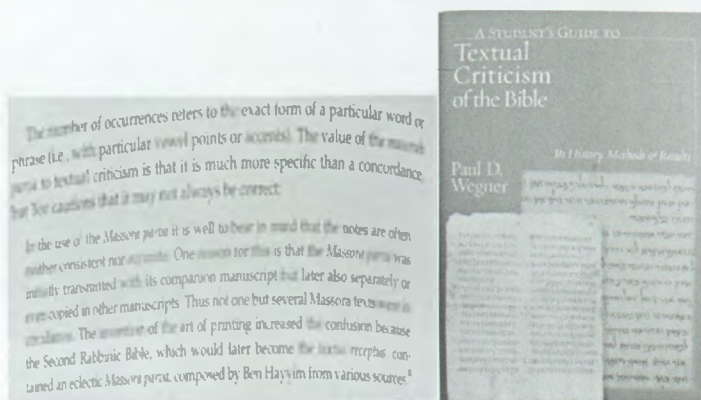 The number of occurrences refers to the exact form of a particular word or
phrase (i.e., with particular vowel points or accents). The value of the
to textual criticism is that it is much more specific than a concordance,
but Yee cautions that it may not always be correct:
In the use of the Massora parva it is well to bear in mind that the notes are often
neither consistent nor accurate. One reason for this is that the Massora parva was
initially transmitted with its companion manuscript but later also separately or
even copied in other manuscripts. Thus not one but several Massora texts were in
circulation. The invention of the art of printing increased the confusion because
the Second Rabbinic Bible, which would later become the textus receptus con-
tained an eclectic Massora parva, composed by Ben Hayyim from various sources.8
A STUDENT'S GUIDE TO
Textual
Criticism
of the Bible
Its History, Methods & Results
Paul D.
Wegner